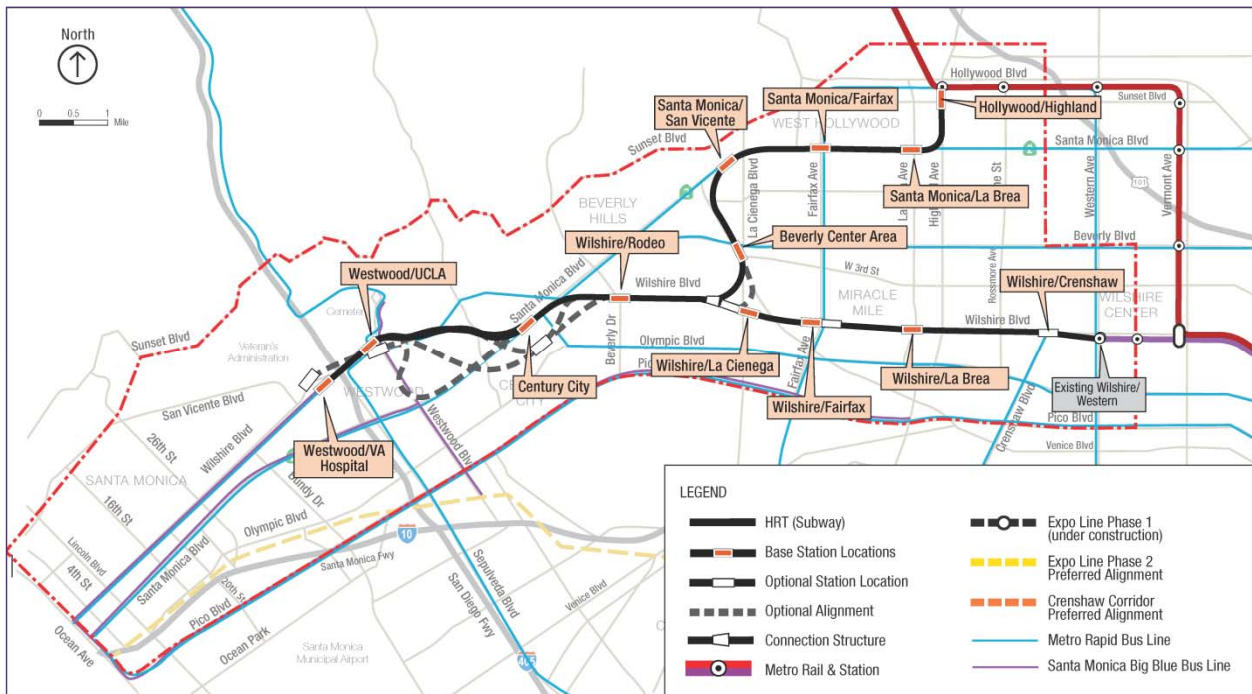 North
0 0.5 1
Mile
Hollywood Blvd
Sunset Blvd
Hollywood/Highland
Santa Monica/
San Vicente
Santa Monica/Fairfax
WEST HOLLYWOOD
Santa Monica Blvd
Sunset Blvd
Santa Monica/La Brea
La Cienega Blvd
Fairfax Ave
Western Ave
Vermont Ave
101
BEVERLY
HILLS
Beverly Center Area
Beverly Blvd
Wilshire/Rodeo
W 3rd St
Rossmore Ave
Westwood/UCLA
Santa Monica Blvd
Wilshire Blvd
MIRACLE
MILE
Wilshire/Crenshaw
WILSHIRE
CENTER
Wilshire Blvd
Cemetery
Sunset Blvd
Veteran's
Administration
Beverly Dr
Olympic Blvd
Wilshire/La Cienega
Fairfax Ave
Wilshire/La Brea
Existing Wilshire/
Western
WESTWOOD
Century City
Wilshire/Fairfax
Crenshaw Blvd
Pico Blvd
Venice Blvd
San Vicente Blvd
Westwood/VA
Hospital
Wilshire Blvd
26th St
SANTA MONICA
16th St
Olympic Blvd
10
Santa Monica Fwy
Lincoln Blvd
4th St
Santa Monica Blvd
20th St
Pico Blvd
Ocean Park
Ocean Ave
Santa Monica
Municipal Airport
San Diego Fwy
Sepulveda Blvd
Venice Blvd
405
LEGEND
HRT (Subway)
Base Station Locations
Optional Station Location
Optional Alignment
Connection Structure
Metro Rail & Station
Expo Line Phase 1
(under construction)
Expo Line Phase 2
Preferred Alignment
Crenshaw Corridor
Preferred Alignment
Metro Rapid Bus Line
Santa Monica Big Blue Bus Line